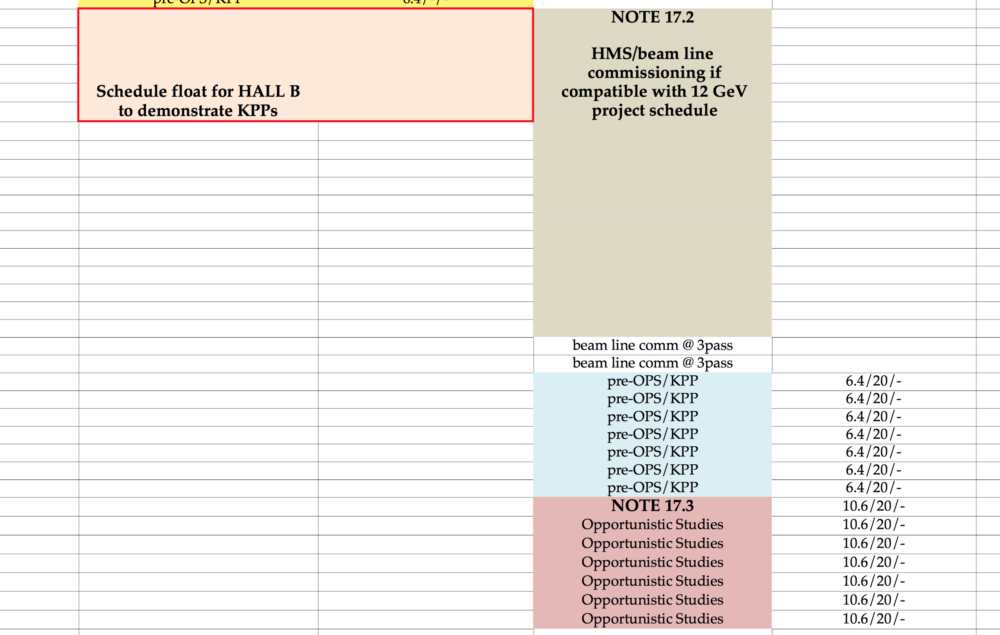 pre-OPS/KPP 6.4/-/-
NOTE 17.2
HMS/beam line
commissioning if
compatible with 12 GeV
project schedule
Schedule float for HALL B
to demonstrate KPPs
beam line comm @ 3pass
beam line comm @ 3pass
pre-OPS/KPP 6.4/20/-
pre-OPS/KPP 6.4/20/-
pre-OPS/KPP 6.4/20/-
pre-OPS/KPP 6.4/20/-
pre-OPS/KPP 6.4/20/-
pre-OPS/KPP 6.4/20/-
pre-OPS/KPP 6.4/20/-
NOTE 17.3 10.6/20/-
Opportunistic Studies 10.6/20/-
Opportunistic Studies 10.6/20/-
Opportunistic Studies 10.6/20/-
Opportunistic Studies 10.6/20/-
Opportunistic Studies 10.6/20/-
Opportunistic Studies 10.6/20/-